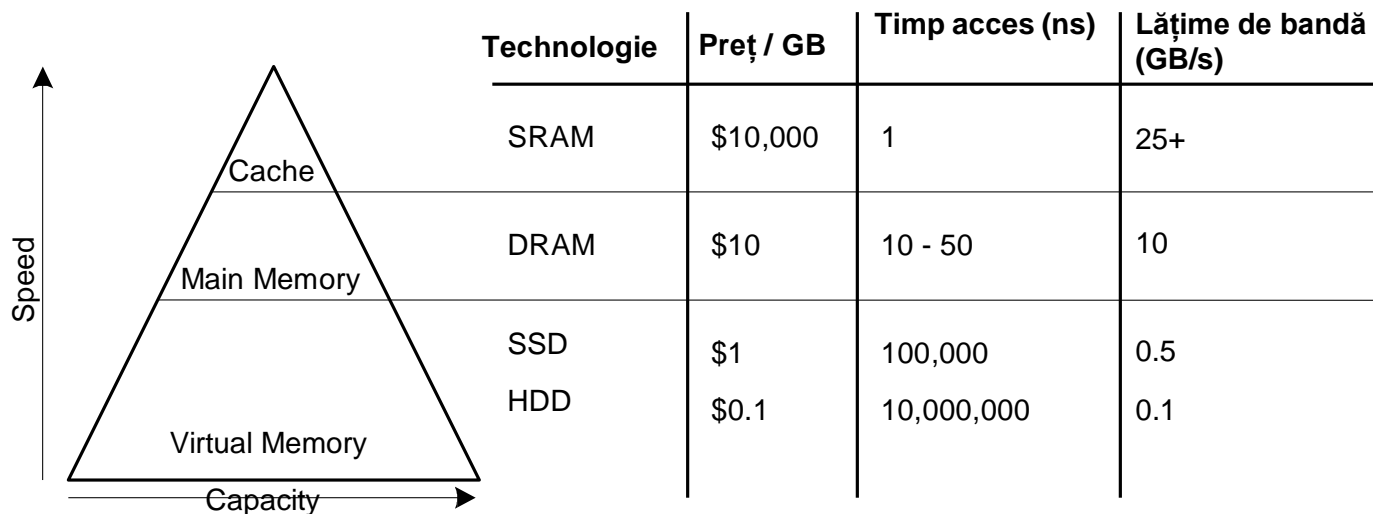 Technologie Preț / GB Timp acces (ns) Lățime de bandă
(GB/s)
SRAM $10,000 1 25+
Cache
DRAM $10 10 - 50 10
Main Memory
Speed
SSD $1 100,000 0.5
HDD $0.1 10,000,000 0.1
Virtual Memory
Capacity